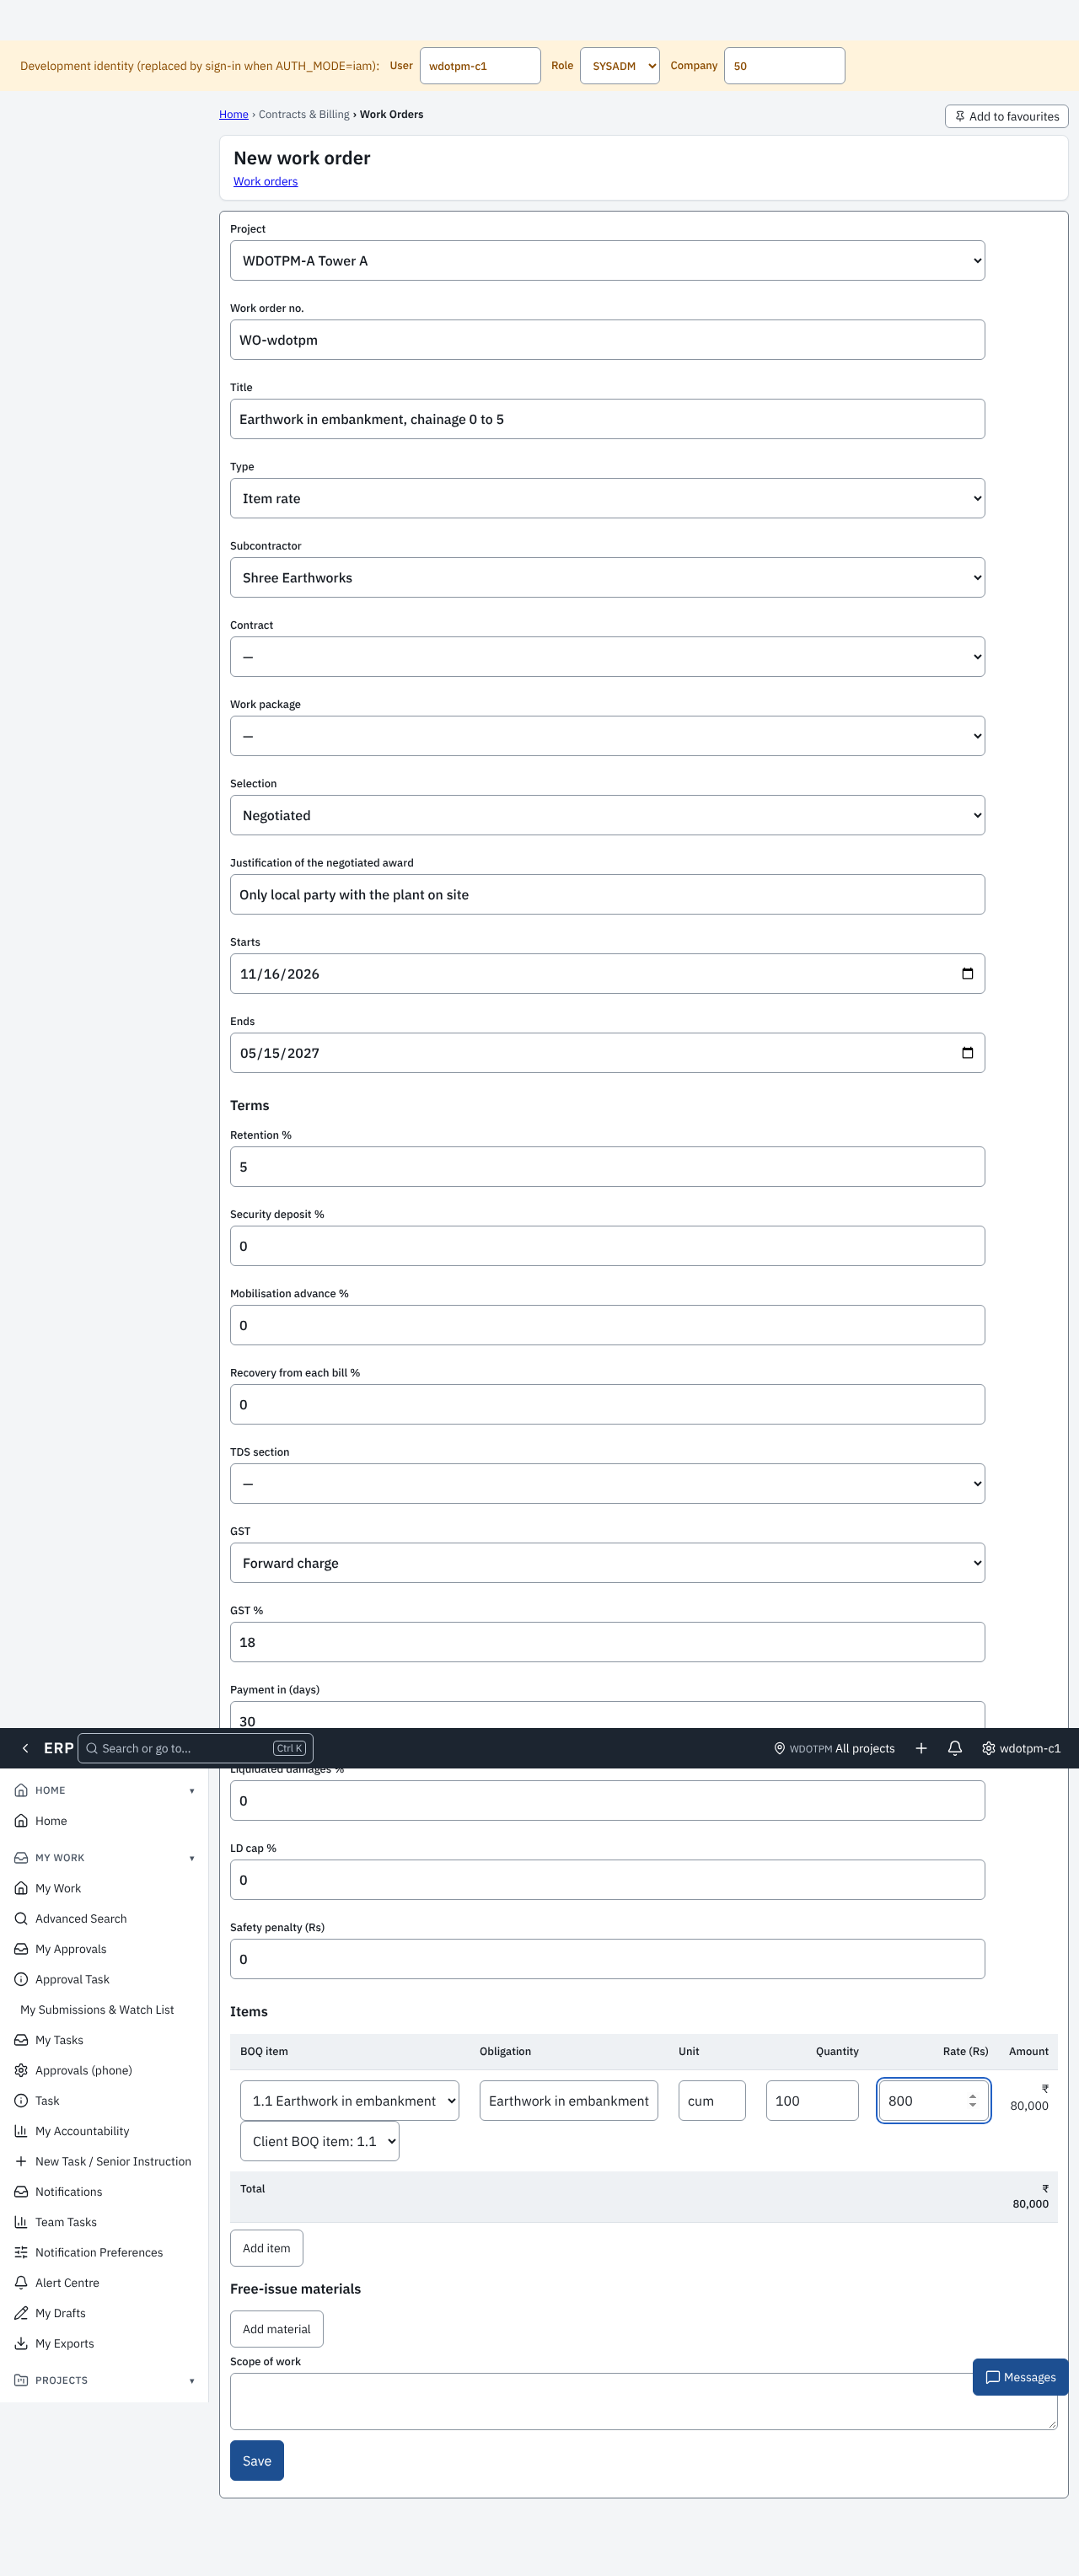 Development identity (replaced by sign-in when AUTH_MODE=iam): User wdotpm-c1 Role SYSADM Company 50
Home › Contracts & Billing › Work Orders
Add to favourites
New work order
Work orders
Project
WDOTPM-A Tower A
Work order no.
WO-wdotpm
Title
Earthwork in embankment, chainage 0 to 5
Type
Item rate
Subcontractor
Shree Earthworks
Contract
—
Work package
—
Selection
Negotiated
Justification of the negotiated award
Only local party with the plant on site
Starts
11/16/2026
Ends
05/15/2027
Terms
Retention %
5
Security deposit %
0
Mobilisation advance %
0
Recovery from each bill %
0
TDS section
—
GST
Forward charge
GST %
18
Payment in (days)
30
ERP Search or go to... Ctrl K WDOTPM All projects wdotpm-c1
Liquidated damages %
0
LD cap %
0
Safety penalty (Rs)
0
HOME
Home
MY WORK
My Work
Advanced Search
My Approvals
Approval Task
My Submissions & Watch List
My Tasks
Approvals (phone)
Task
My Accountability
New Task / Senior Instruction
Notifications
Team Tasks
Notification Preferences
Alert Centre
My Drafts
My Exports
PROJECTS
Items
BOQ item Obligation Unit Quantity Rate (Rs) Amount
1.1 Earthwork in embankment Earthwork in embankment cum 100 800 ₹ 80,000
Client BOQ item: 1.1
Total ₹ 80,000
Add item
Free-issue materials
Add material
Scope of work
Messages
Save